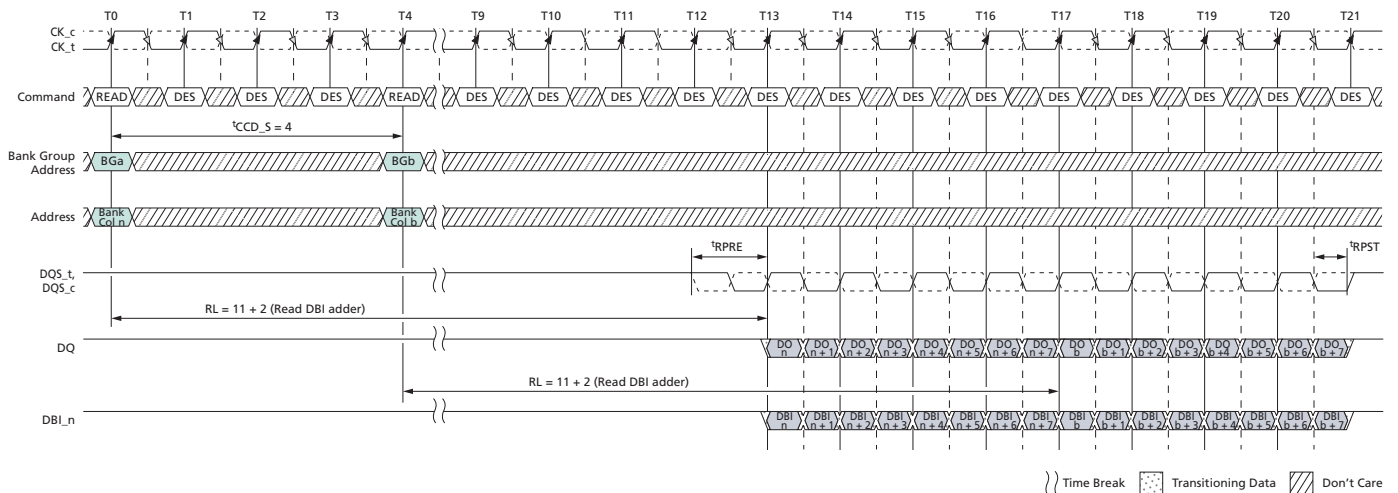 T0 T1 T2 T3 T4 T9 T10 T11 T12 T13 T14 T15 T16 T17 T18 T19 T20 T21
CK_c
CK_t
Command READ DES DES DES READ DES DES DES DES DES DES DES DES DES DES DES DES DES
tCCD_S = 4
Bank Group
Address BGa BGb
Address Bank
Col n Bank
Col b
tRPRE tRPST
DQS_t,
DQS_c
RL = 11 + 2 (Read DBI adder)
DQ DO
n DO
n + 1 DO
n + 2 DO
n + 3 DO
n + 4 DO
n + 5 DO
n + 6 DO
n + 7 DO
b DO
b + 1 DO
b + 2 DO
b + 3 DO
b +4 DO
b + 5 DO
b + 6 DO
b + 7
RL = 11 + 2 (Read DBI adder)
DBI_n DBI
n DBI
n + 1 DBI
n + 2 DBI
n + 3 DBI
n + 4 DBI
n + 5 DBI
n + 6 DBI
n + 7 DBI
b DBI
b + 1 DBI
b + 2 DBI
b + 3 DBI
b + 4 DBI
b + 5 DBI
b + 6 DBI
b + 7
Time Break Transitioning Data Don't Care